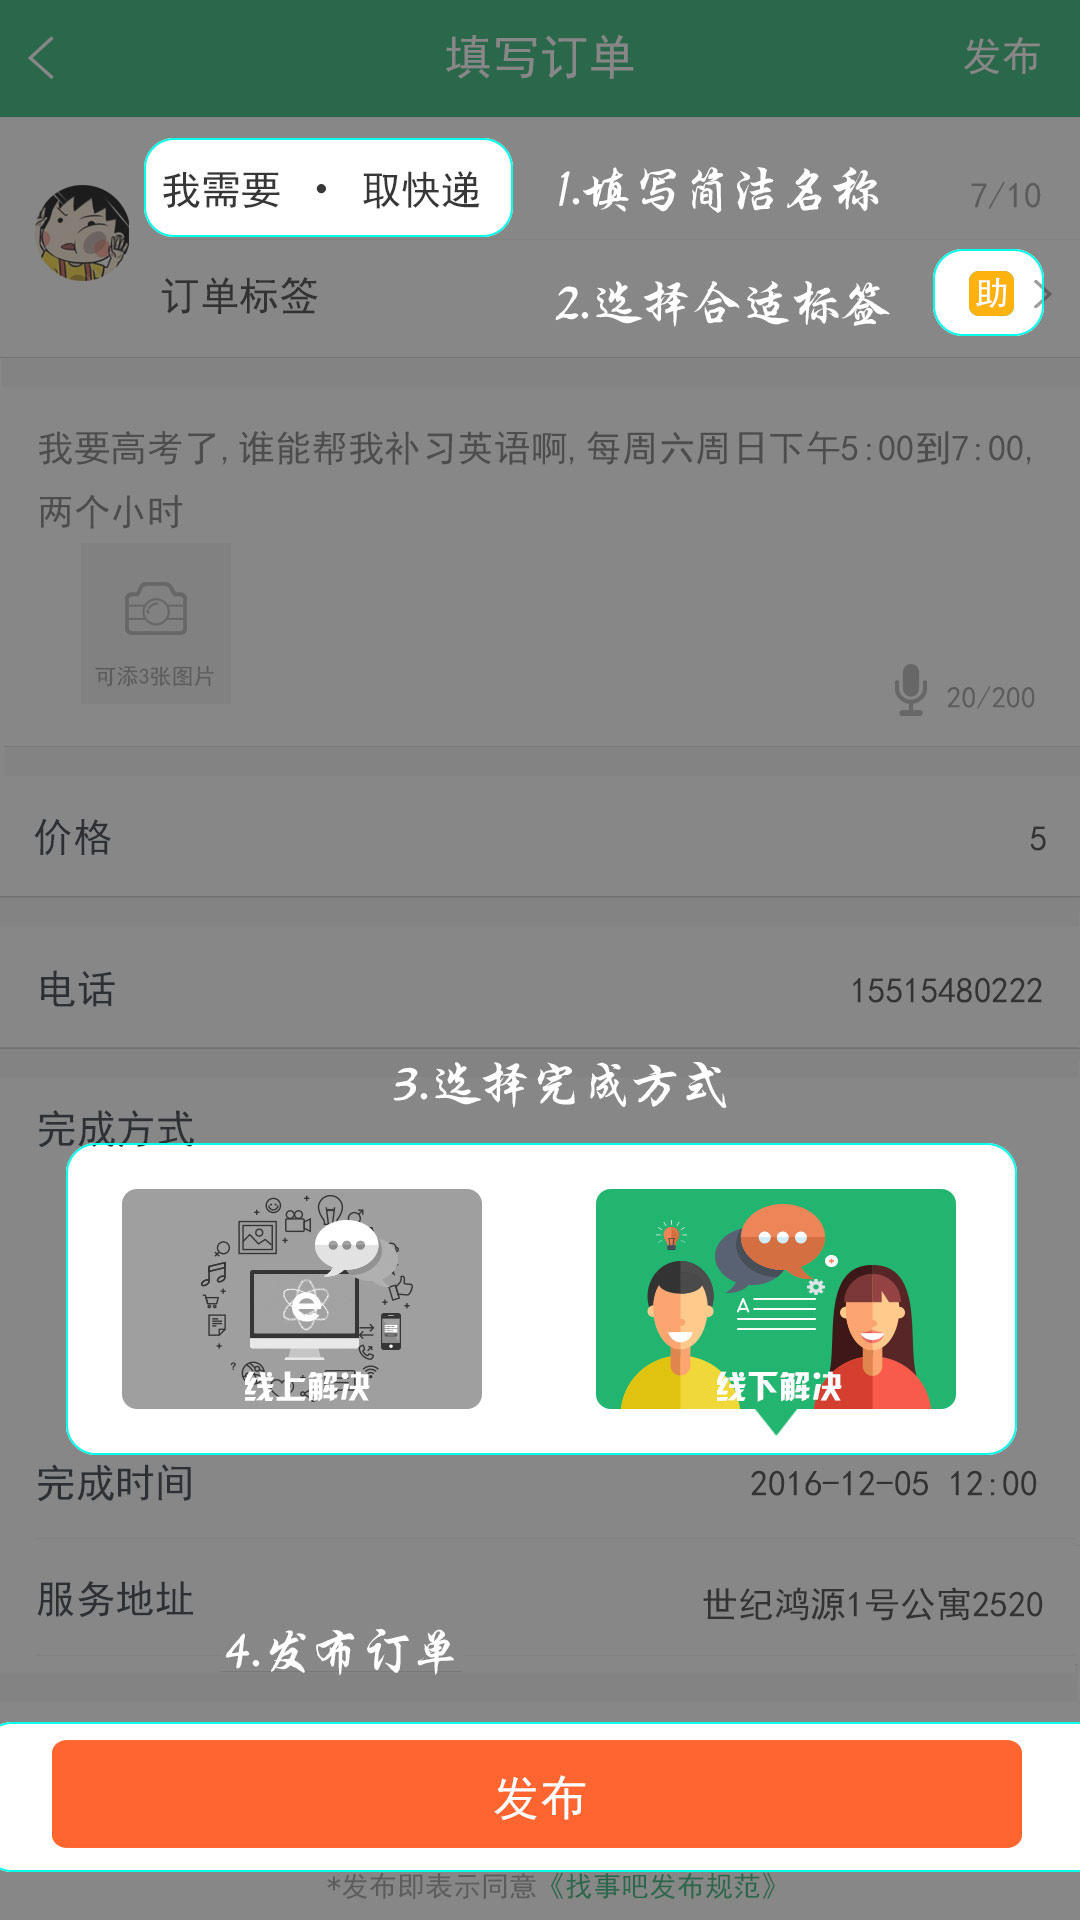 填写订单
发布
我需要 · 取快递
1.填写简洁名称
7/10
订单标签
2.选择合适标签
助
我要高考了,谁能帮我补习英语啊,每周六周日下午5:00到7:00,
两个小时
可添3张图片
20/200
价格
5
电话
15515480222
3.选择完成方式
完成方式
A
线上解决
线下解决
完成时间
2016-12-05 12:00
服务地址
世纪鸿源1号公寓2520
4.发布订单
发布
*发布即表示同意《找事吧发布规范》